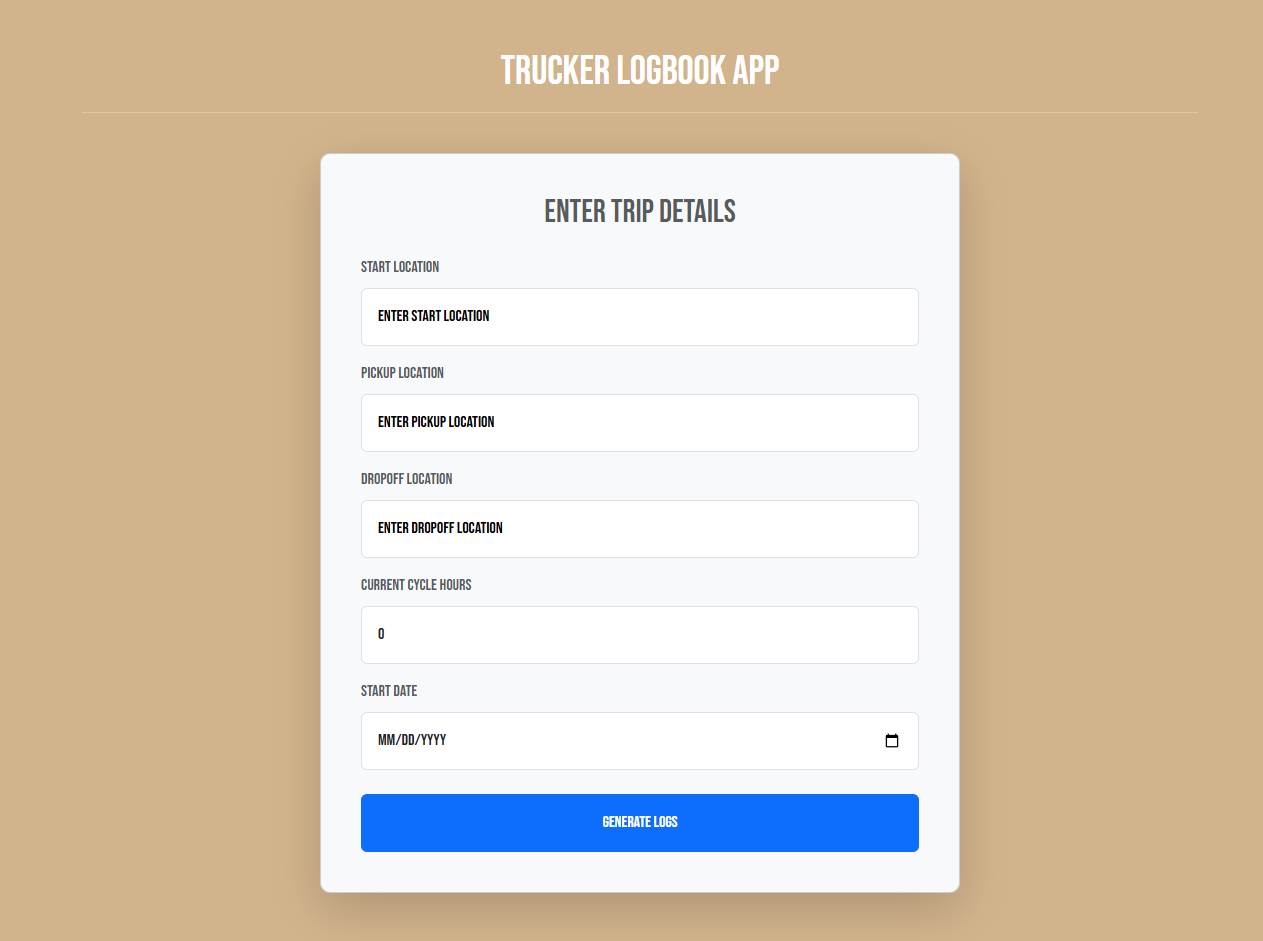 TRUCKER LOGBOOK APP
ENTER TRIP DETAILS
START LOCATION
ENTER START LOCATION
PICKUP LOCATION
ENTER PICKUP LOCATION
DROPOFF LOCATION
ENTER DROPOFF LOCATION
CURRENT CYCLE HOURS
0
START DATE
MM/DD/YYYY
GENERATE LOGS